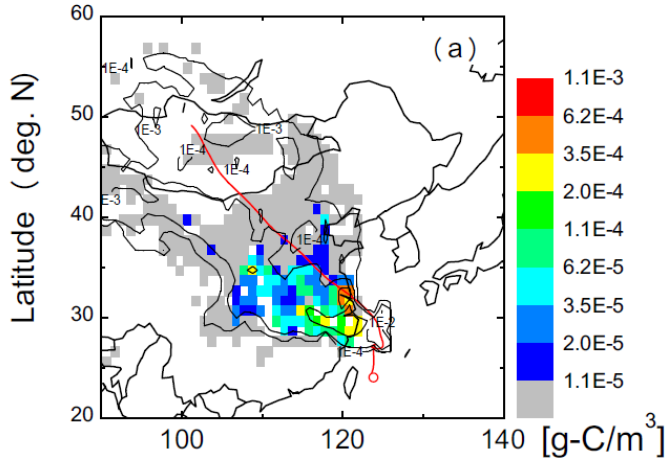 60
50
40
30
20
Latitude ( deg. N)
(a)
1E-4
E-3
1E-3
1E-4
1E-4
E-3
1E-4
1E-2
1E-4
100
120
140
1.1E-3
6.2E-4
3.5E-4
2.0E-4
1.1E-4
6.2E-5
3.5E-5
2.0E-5
1.1E-5
[g-C/m³]